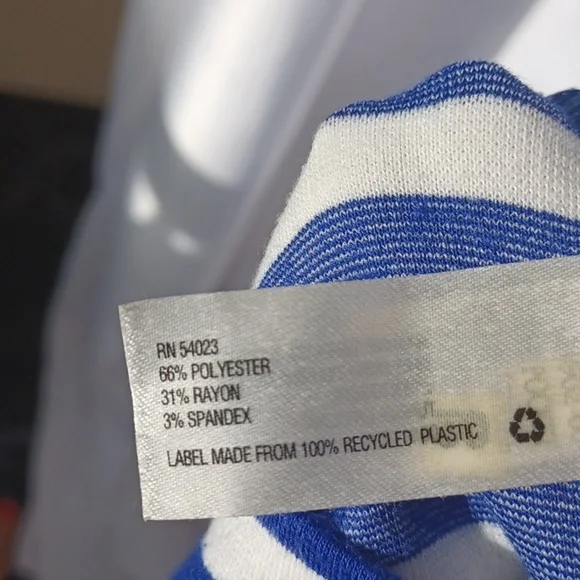 RN 54023
66% POLYESTER
31% RAYON
3% SPANDEX
LABEL MADE FROM 100% RECYCLED PLASTIC